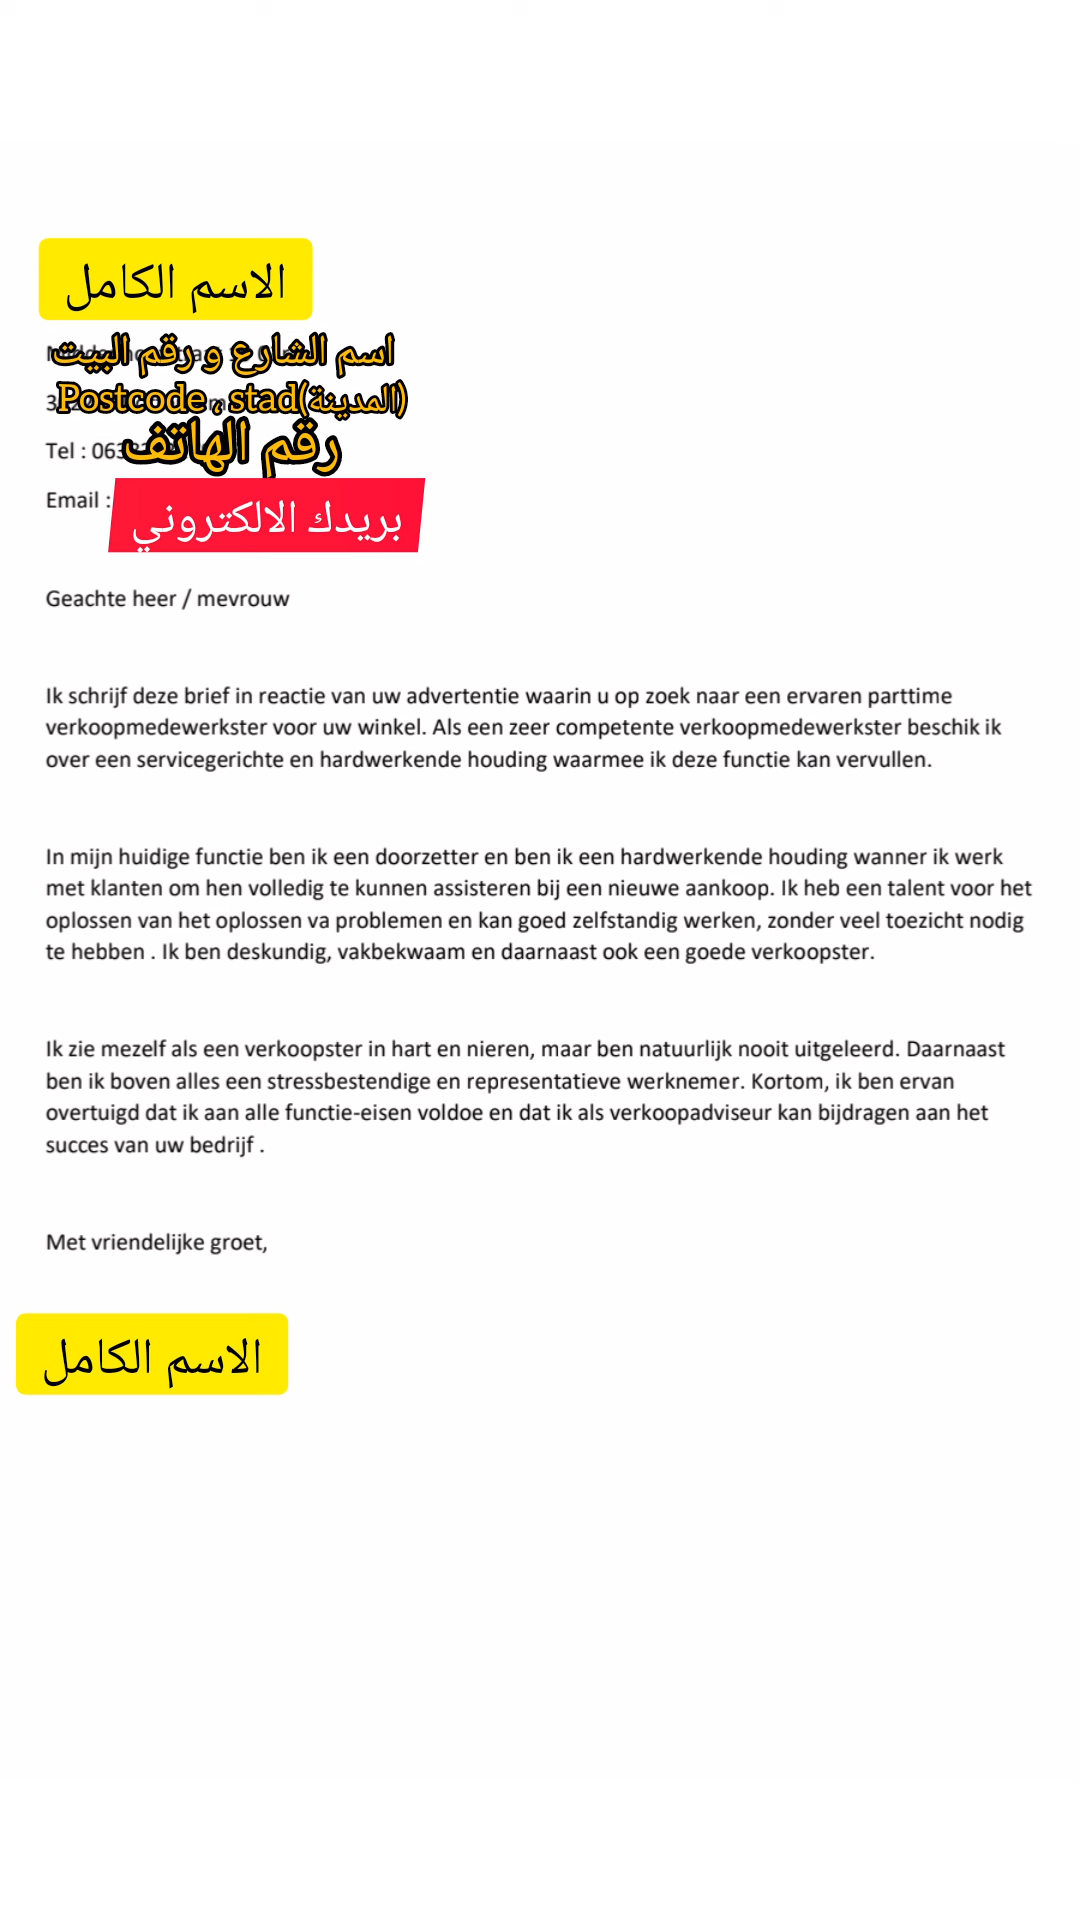 الاسم الكامل
اسم الشارع و رقم البيت
Postcode , stad(المدينة)
رقم الهاتف
Tel : 063
Email :
بريدك الالكتروني
Geachte heer / mevrouw
Ik schrijf deze brief in reactie van uw advertentie waarin u op zoek naar een ervaren parttime
verkoopmedewerkster voor uw winkel. Als een zeer competente verkoopmedewerkster beschik ik
over een servicegerichte en hardwerkende houding waarmee ik deze functie kan vervullen.
In mijn huidige functie ben ik een doorzetter en ben ik een hardwerkende houding wanner ik werk
met klanten om hen volledig te kunnen assisteren bij een nieuwe aankoop. Ik heb een talent voor het
oplossen van het oplossen va problemen en kan goed zelfstandig werken, zonder veel toezicht nodig
te hebben . Ik ben deskundig, vakbekwaam en daarnaast ook een goede verkoopster.
Ik zie mezelf als een verkoopster in hart en nieren, maar ben natuurlijk nooit uitgeleerd. Daarnaast
ben ik boven alles een stressbestendige en representatieve werknemer. Kortom, ik ben ervan
overtuigd dat ik aan alle functie-eisen voldoe en dat ik als verkoopadviseur kan bijdragen aan het
succes van uw bedrijf .
Met vriendelijke groet,
الاسم الكامل